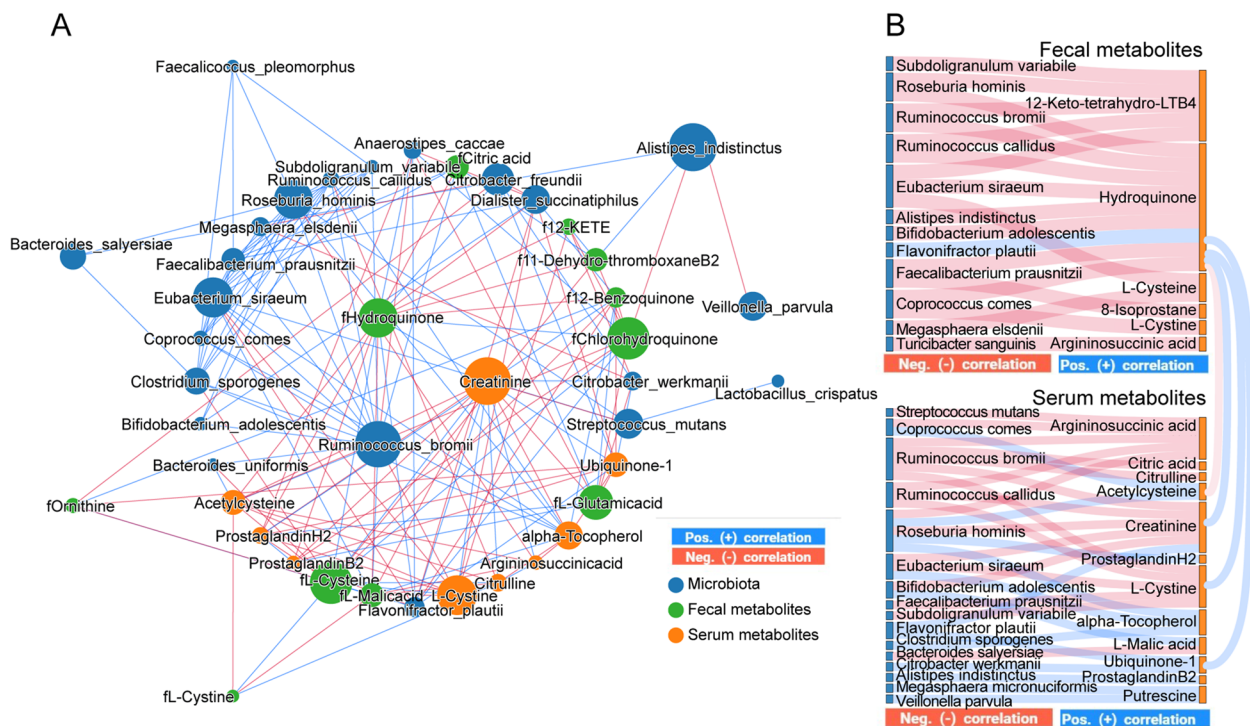 A
Faecalicoccus_pleomorphus
Anaerostipes_caccae
fCitric acid
Alistipes_indistinctus
Subdoligranulum_variabile
Ruminococcus_callidus
Citrobacter_freundii
Roseburia_hominis
Dialister_succinatiphilus
Megasphaera_elsdenii
f12-KETE
Bacteroides_salyersiae
Faecalibacterium_prausnitzii
f11-Dehydro-thromboxaneB2
Eubacterium_siraeum
f12-Benzoquinone
Veillonella_parvula
fHydroquinone
Coprococcus_comes
fChlorohydroquinone
Clostridium_sporogenes
Creatinine
Citrobacter_werkmanii
Lactobacillus_crispatus
Bifidobacterium_adolescentis
Streptococcus_mutans
Ruminococcus_bromii
Bacteroides_uniformis
Ubiquinone-1
fOrnithine
Acetylcysteine
fL-Glutamicacid
ProstaglandinH2
alpha-Tocopherol
ProstaglandinB2
Argininosuccinicacid
fL-Cysteine
Citrulline
fL-Malicacid
L-Cystine
Flavonifractor_plautii
fL-Cystine
Pos. (+) correlation
Neg. (-) correlation
Microbiota
Fecal metabolites
Serum metabolites
B
Fecal metabolites
Subdoligranulum variabile
Roseburia hominis
12-Keto-tetrahydro-LTB4
Ruminococcus bromii
Ruminococcus callidus
Eubacterium siraeum
Hydroquinone
Alistipes indistinctus
Bifidobacterium adolescentis
Flavonifractor plautii
Faecalibacterium prausnitzii
L-Cysteine
Coprococcus comes
8-Isoprostane
Megasphaera elsdenii
L-Cystine
Turicibacter sanguinis
Argininosuccinic acid
Neg. (-) correlation
Pos. (+) correlation
Serum metabolites
Streptococcus mutans
Coprococcus comes
Argininosuccinic acid
Ruminococcus bromii
Citric acid
Citrulline
Ruminococcus callidus
Acetylcysteine
Roseburia hominis
Creatinine
Eubacterium siraeum
ProstaglandinH2
Bifidobacterium adolescentis
L-Cystine
Faecalibacterium prausnitzii
Subdoligranulum variabile
alpha-Tocopherol
Flavonifractor plautii
Clostridium sporogenes
L-Malic acid
Bacteroides salyersiae
Citrobacter werkmanii
Ubiquinone-1
Alistipes indistinctus
ProstaglandinB2
Megasphaera micronuciformis
Putrescine
Veillonella parvula
Neg. (-) correlation
Pos. (+) correlation